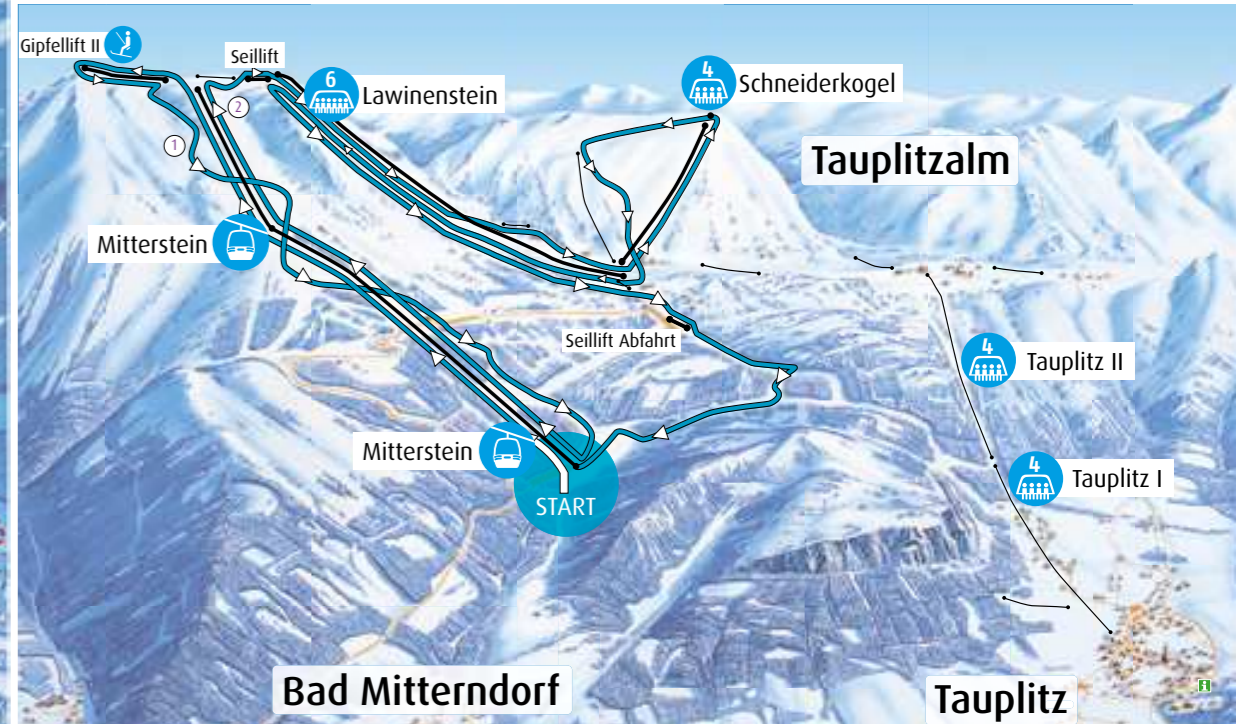 Gipfellift II
Seillift
6
Lawinenstein
4
Schneiderkogel
2
1
Tauplitzalm
Mitterstein
Seillift Abfahrt
4
Tauplitz II
Mitterstein
4
Tauplitz I
START
Bad Mitterndorf
Tauplitz
i